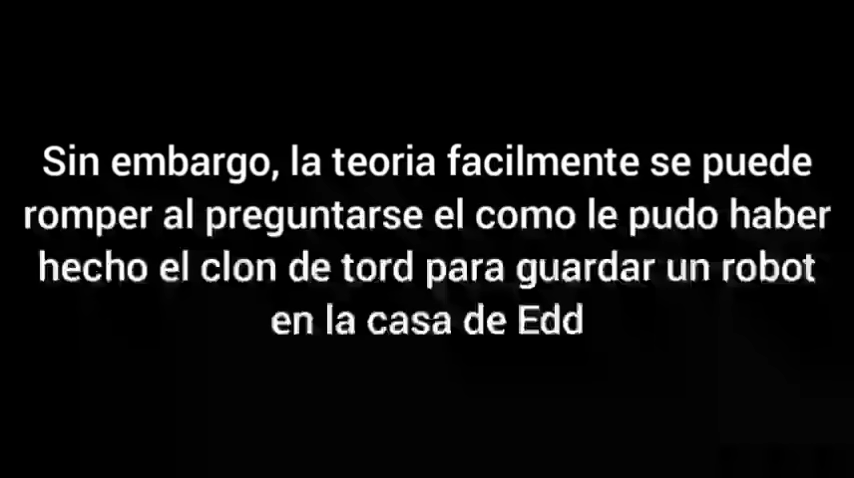 Sin embargo, la teoria facilmente se puede
romper al preguntarse el como le pudo haber
hecho el clon de tord para guardar un robot
en la casa de Edd